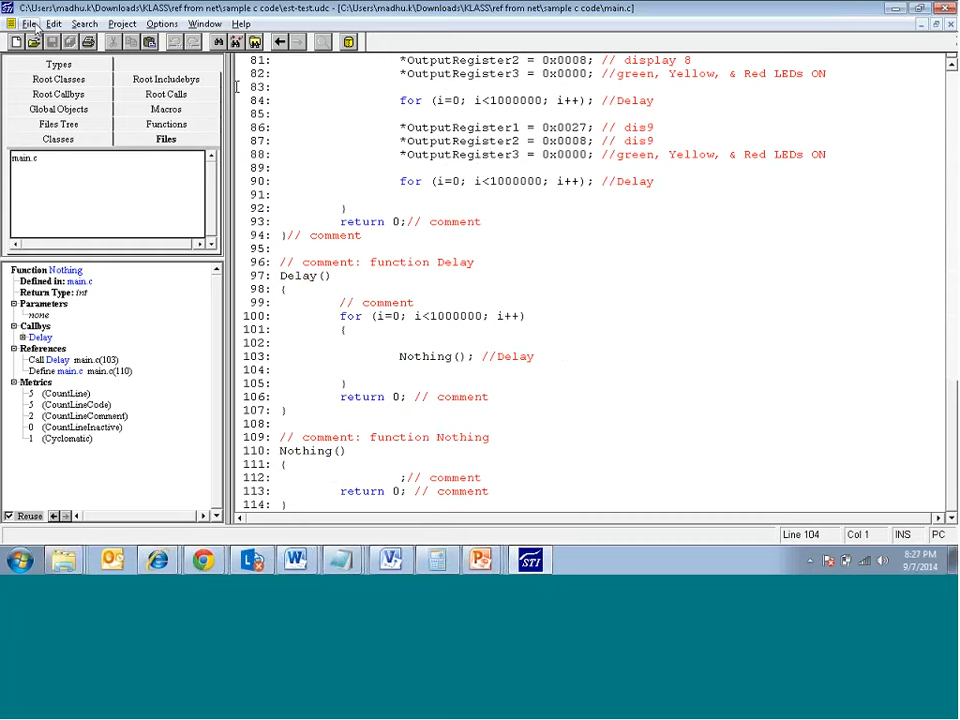 C:\Users\madhu.k\Downloads\KLASS\ref from net\sample c code\est-test.udc - [C:\Users\madhu.k\Downloads\KLASS\ref from net\sample c code\main.c]
File Edit Search Project Options Window Help
Types
Root Classes Root Includebys
Root Callbys Root Calls
Global Objects Macros
Files Tree Functions
Classes Files
main.c
Function Nothing
Defined in: main.c
Return Type: int
Parameters
none
Callbys
Delay
References
Call Delay main.c(103)
Define main.c main.c(110)
Metrics
5 (CountLine)
5 (CountLineCode)
2 (CountLineComment)
0 (CountLineInactive)
1 (Cyclomatic)
Reuse
81: *OutputRegister2 = 0x0008; // display 8
82: *OutputRegister3 = 0x0000; //green, Yellow, & Red LEDs ON
83:
84: for (i=0; i<1000000; i++); //Delay
85:
86: *OutputRegister1 = 0x0027; // dis9
87: *OutputRegister2 = 0x0008; // dis9
88: *OutputRegister3 = 0x0000; //green, Yellow, & Red LEDs ON
89:
90: for (i=0; i<1000000; i++); //Delay
91:
92: }
93: return 0;// comment
94: }// comment
95:
96: // comment: function Delay
97: Delay()
98: {
99: // comment
100: for (i=0; i<1000000; i++)
101: {
102:
103: Nothing(); //Delay
104:
105: }
106: return 0; // comment
107: }
108:
109: // comment: function Nothing
110: Nothing()
111: {
112: ;// comment
113: return 0; // comment
114: }
Line 104 Col 1 INS PC
STI
8:27 PM
9/7/2014